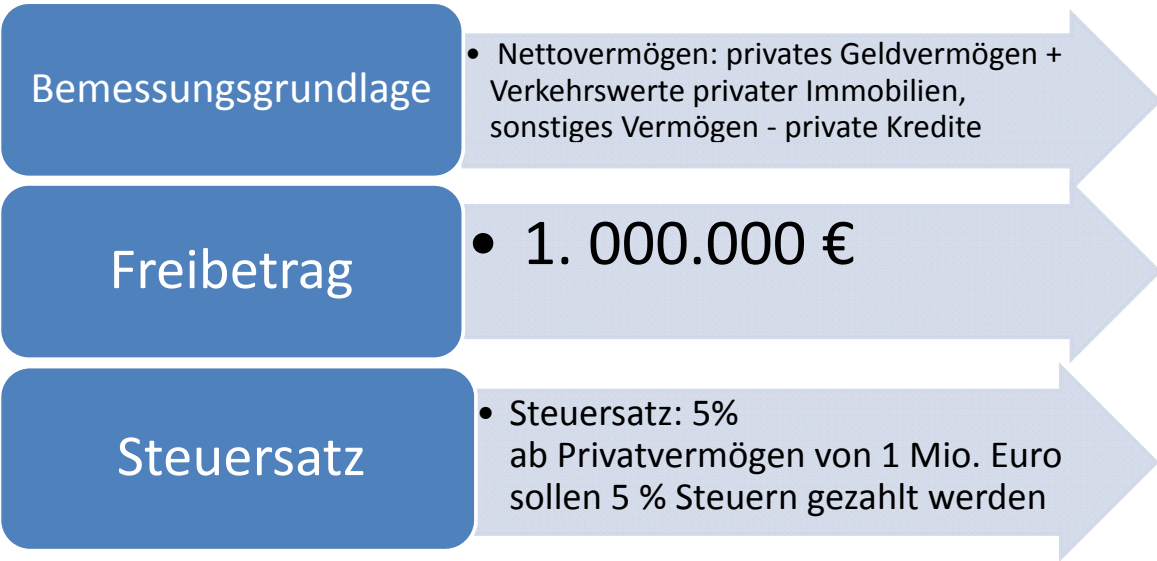 Bemessungsgrundlage
• Nettovermögen: privates Geldvermögen +
Verkehrswerte privater Immobilien,
sonstiges Vermögen - private Kredite
Freibetrag
• 1. 000.000 €
Steuersatz
• Steuersatz: 5%
ab Privatvermögen von 1 Mio. Euro
sollen 5 % Steuern gezahlt werden